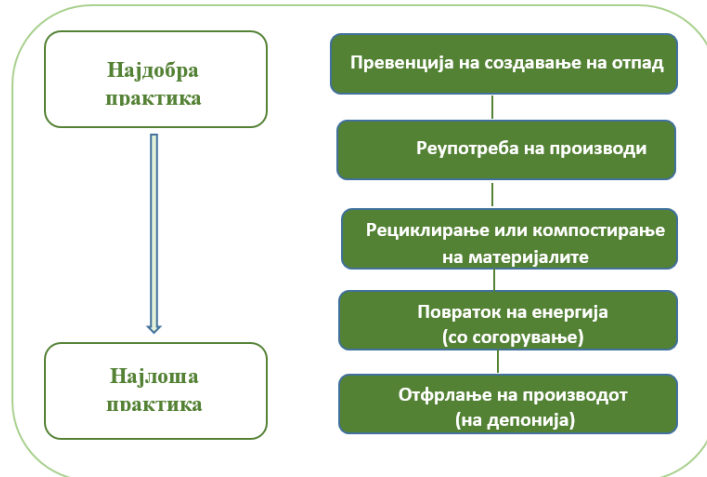 Најдобра
практика
Превенција на создавање на отпад
Реупотреба на производи
Рециклирање или компостирање
на материјалите
Повраток на енергија
(со согорување)
Најлоша
практика
Отфрлање на производот
(на депонија)